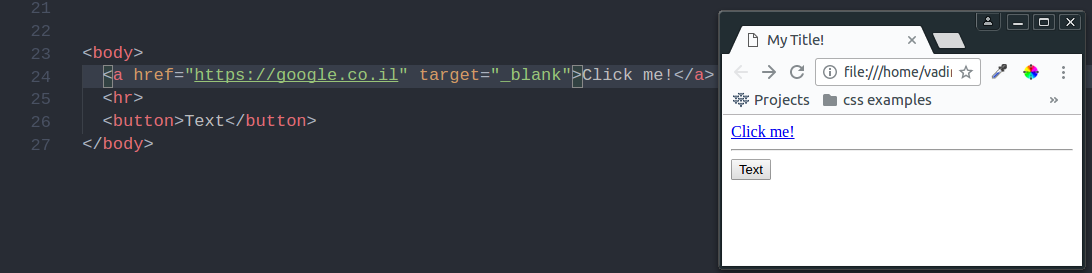 21
22
23 <body>
24 <a href="https://google.co.il" target="_blank">Click me!</a>
25 <hr>
26 <button>Text</button>
27 </body>
My Title!
file:///home/vadin
Projects css examples »
Click me!
Text